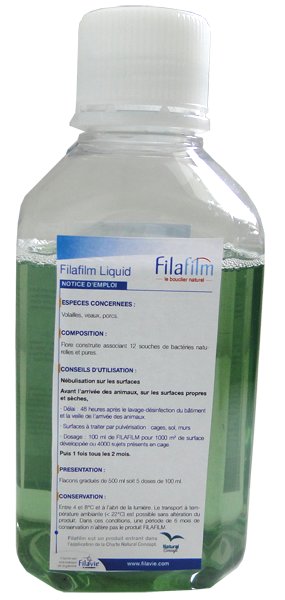 Filafilm Liquid
NOTICE D'EMPLOI
Filafilm
le bouclier naturel
ESPECES CONCERNEES :
Volailles, veaux, porcs.
COMPOSITION :
Flore construite associant 12 souches de bactéries natu-
relles et pures.
CONSEILS D'UTILISATION :
Nébulisation sur les surfaces
Avant l'arrivée des animaux, sur les surfaces propres
et sèches,
- Délai : 48 heures après le lavage-désinfection du bâtiment
et la veille de l'arrivée des animaux.
- Surfaces à traiter par pulvérisation : cages, sol, murs
- Dosage : 100 ml de FILAFILM pour 1000 m² de surface
développée ou 4000 sujets présents en cage.
Puis 1 fois tous les 2 mois.
PRESENTATION :
Flacons gradués de 500 ml soit 5 doses de 100 ml.
CONSERVATION :
Entre 4 et 8°C et à l'abri de la lumière. Le transport à tem-
pérature ambiante (< 22°C) est possible sans altération du
produit. Dans ces conditions, une période de 6 mois de
conservation n'altère pas le produit FILAFILM.
Filafilm est un produit entrant dans
l'application de la Charte Natural Concept.
Natural
Concept
Filavie
www.filavie.com